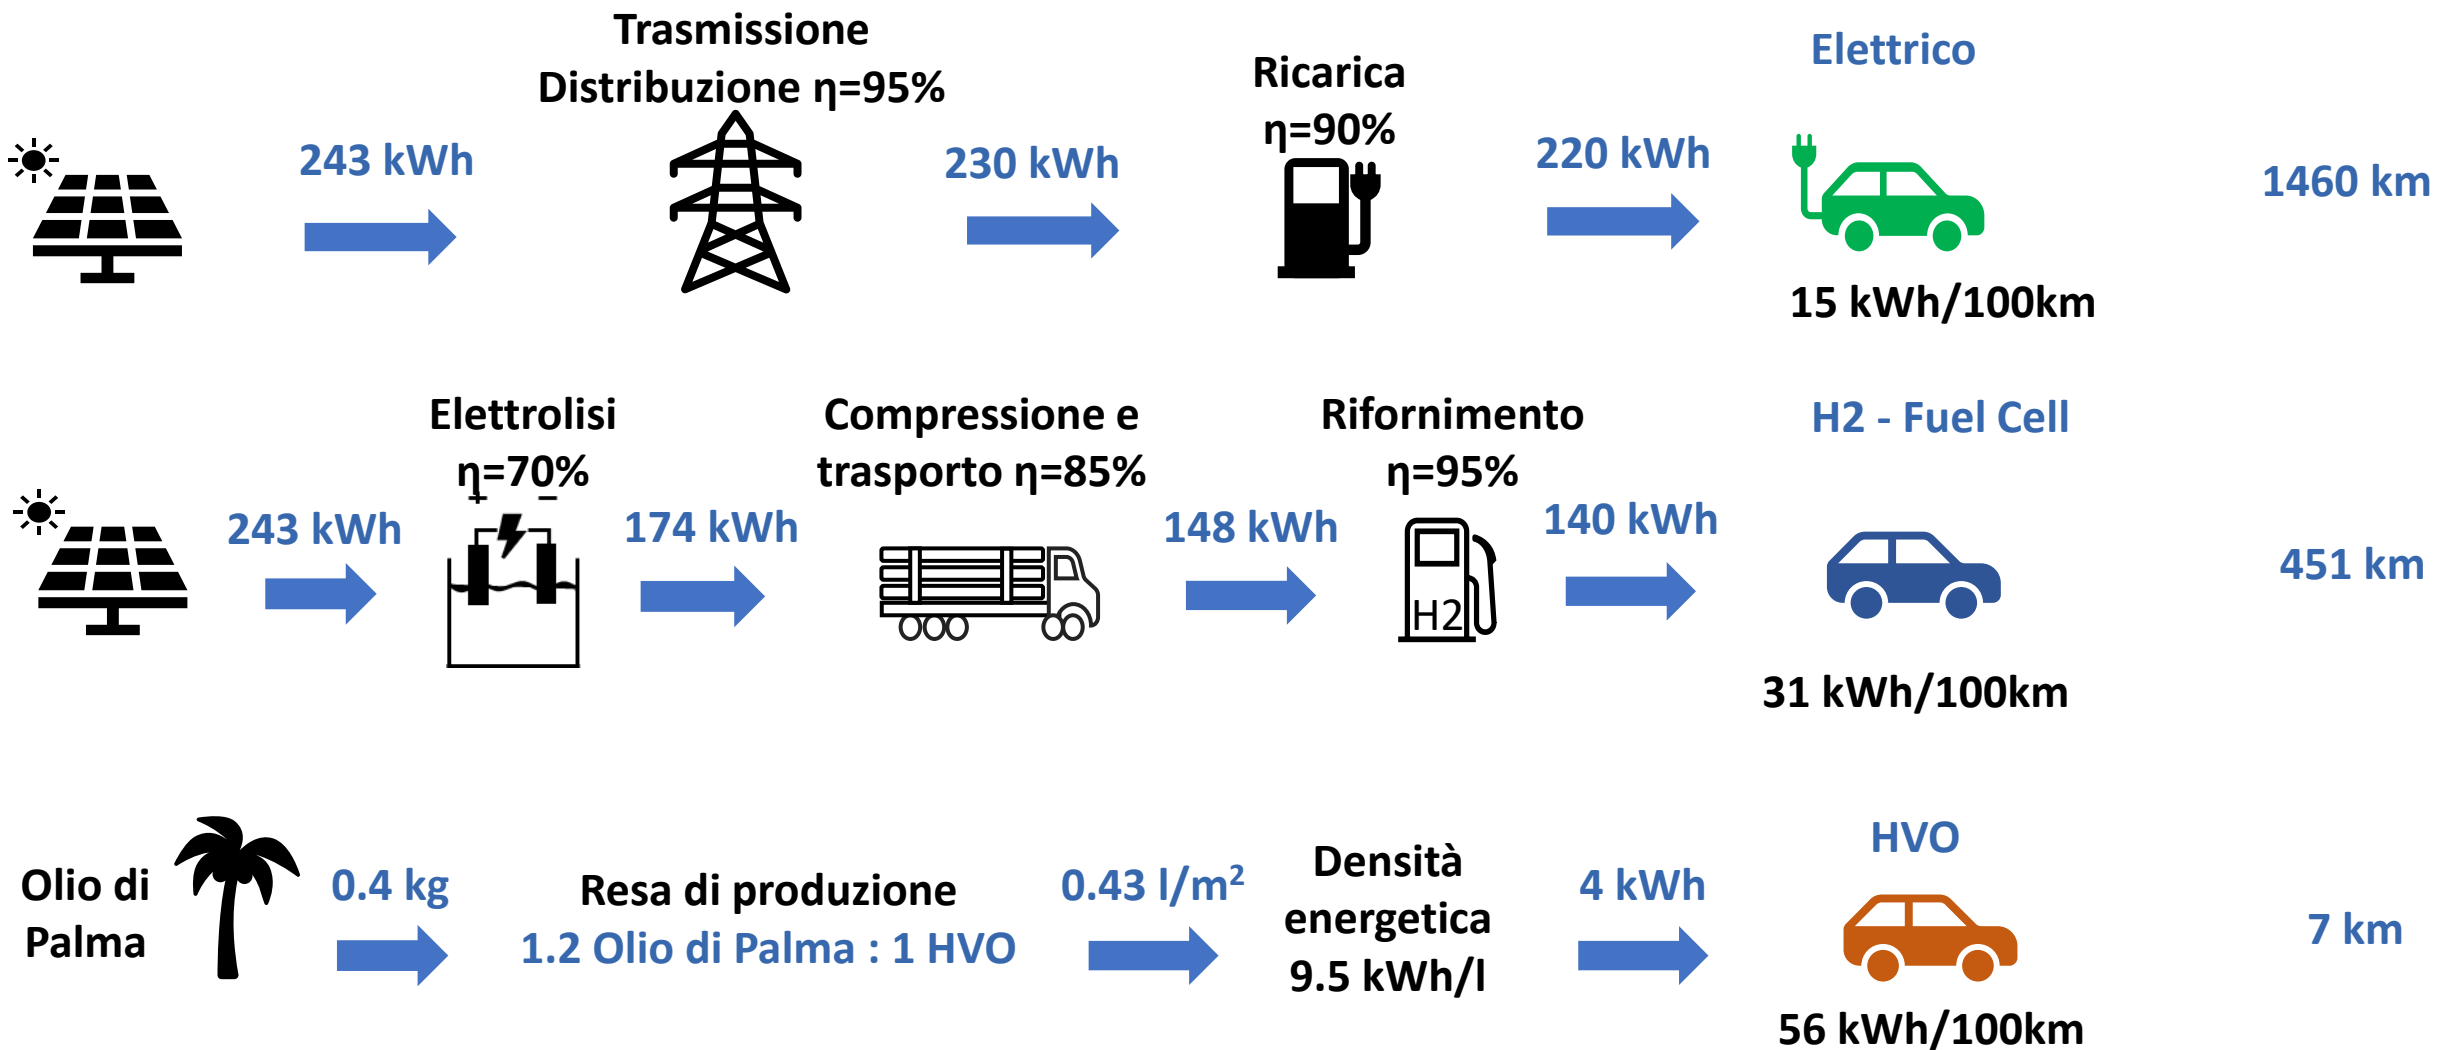 Trasmissione
Distribuzione η=95%
Ricarica
η=90%
Elettrico
243 kWh
230 kWh
220 kWh
1460 km
15 kWh/100km
Elettrolisi
η=70%
Compressione e
trasporto η=85%
Rifornimento
η=95%
H2 - Fuel Cell
243 kWh
+ −
174 kWh
148 kWh
140 kWh
H2
451 km
31 kWh/100km
Olio di
Palma
0.4 kg
Resa di produzione
1.2 Olio di Palma : 1 HVO
0.43 l/m²
Densità
energetica
9.5 kWh/l
4 kWh
HVO
7 km
56 kWh/100km